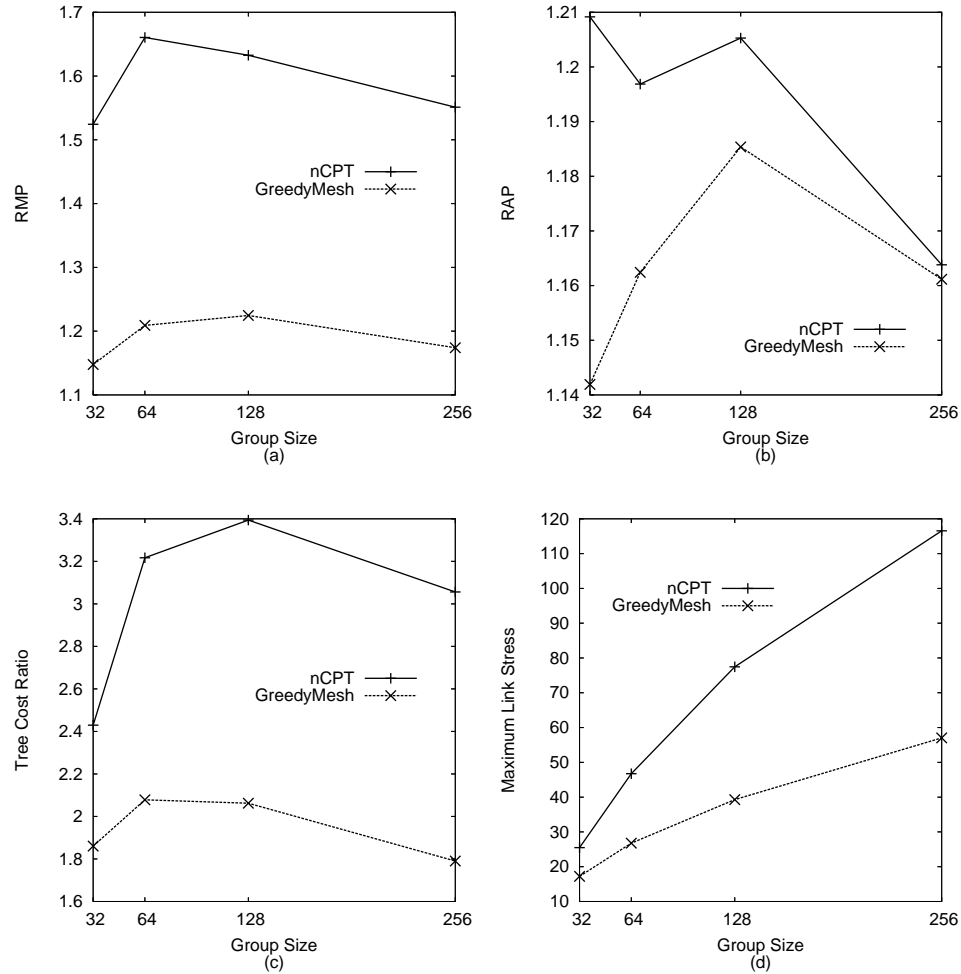 1.7
1.6
1.5
1.4
1.3
1.2
1.1
RMP
nCPT
GreedyMesh
32 64 128 256
Group Size
(a)
1.21
1.2
1.19
1.18
1.17
1.16
1.15
1.14
RAP
nCPT
GreedyMesh
32 64 128 256
Group Size
(b)
3.4
3.2
3
2.8
2.6
2.4
2.2
2
1.8
1.6
Tree Cost Ratio
nCPT
GreedyMesh
32 64 128 256
Group Size
(c)
120
110
100
90
80
70
60
50
40
30
20
10
Maximum Link Stress
nCPT
GreedyMesh
32 64 128 256
Group Size
(d)